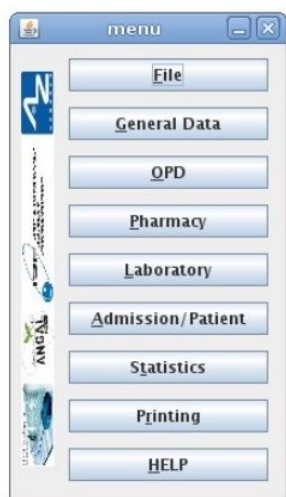 menu
File
General Data
OPD
Pharmacy
Laboratory
Admission/Patient
Statistics
Printing
HELP